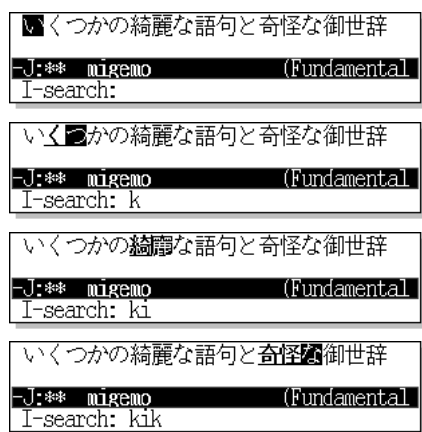 いくつかの綺麗な語句と奇怪な御世辞
-J:** migemo (Fundamental
I-search:
いくつかの綺麗な語句と奇怪な御世辞
-J:** migemo (Fundamental
I-search: k
いくつかの綺麗な語句と奇怪な御世辞
-J:** migemo (Fundamental
I-search: ki
いくつかの綺麗な語句と奇怪な御世辞
-J:** migemo (Fundamental
I-search: kik